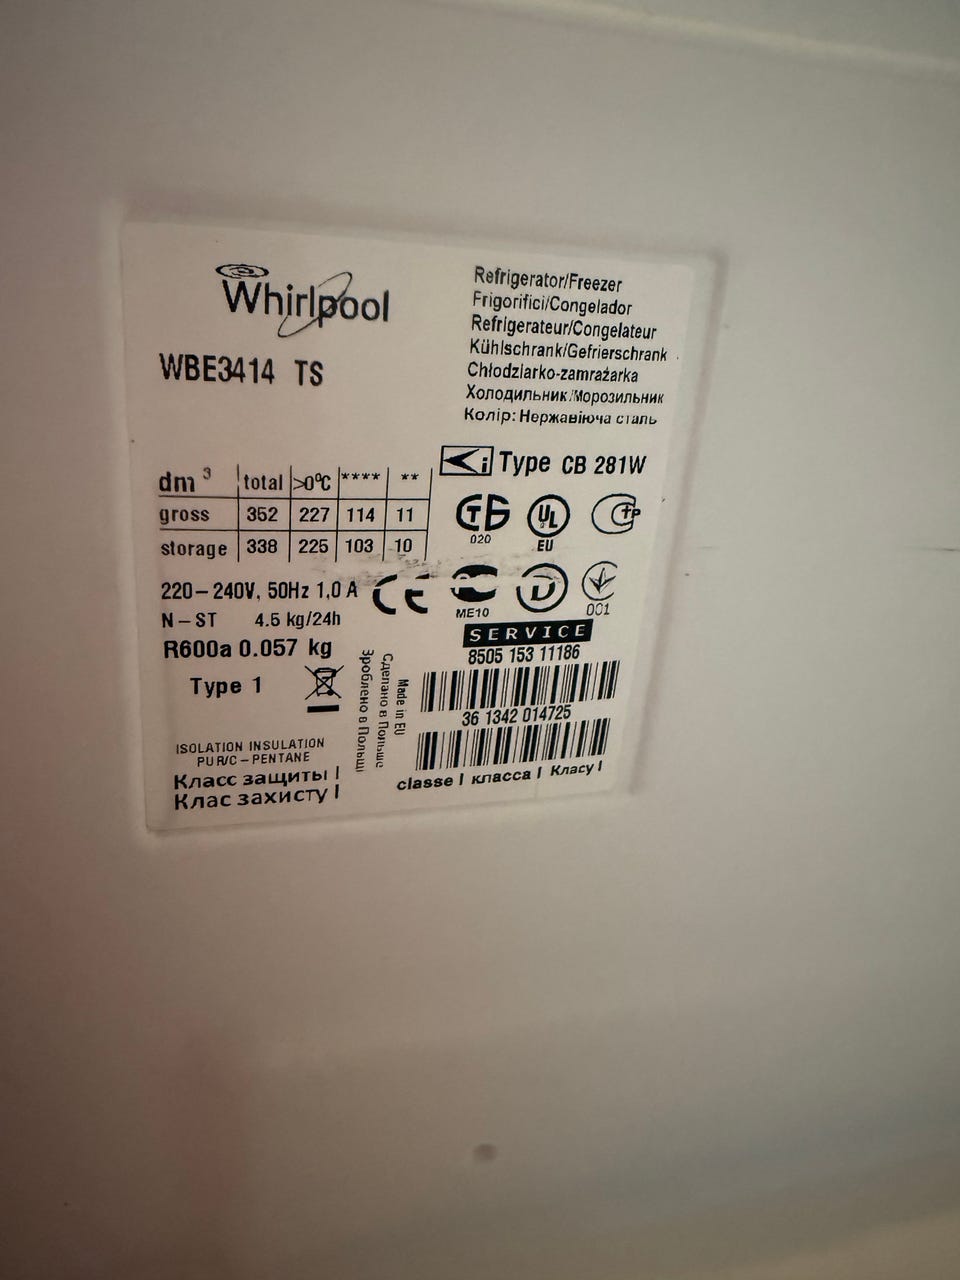 Whirlpool
WBE3414 TS
Refrigerator/Freezer
Frigorifici/Congelador
Refrigerateur/Congelateur
Kühlschrank/Gefrierschrank
Chłodziarko-zamrażarka
Холодильник/Морозильник
Колір: Нержавіюча сталь
i Type CB 281W
dm³ total >0°C **** **
gross 352 227 114 11
storage 338 225 103 10
020 UL EU
220–240V, 50Hz 1,0 A CE
N–ST 4.5 kg/24h
ME10 D 001
R600a 0.057 kg
Type 1
SERVICE
8505 153 11186
36 1342 014725
Made in EU
Сделано в Польше
Зроблено в Польщі
ISOLATION INSULATION
PUR/C–PENTANE
Класс защиты I
Клас захисту I
classe I класса I Класу I